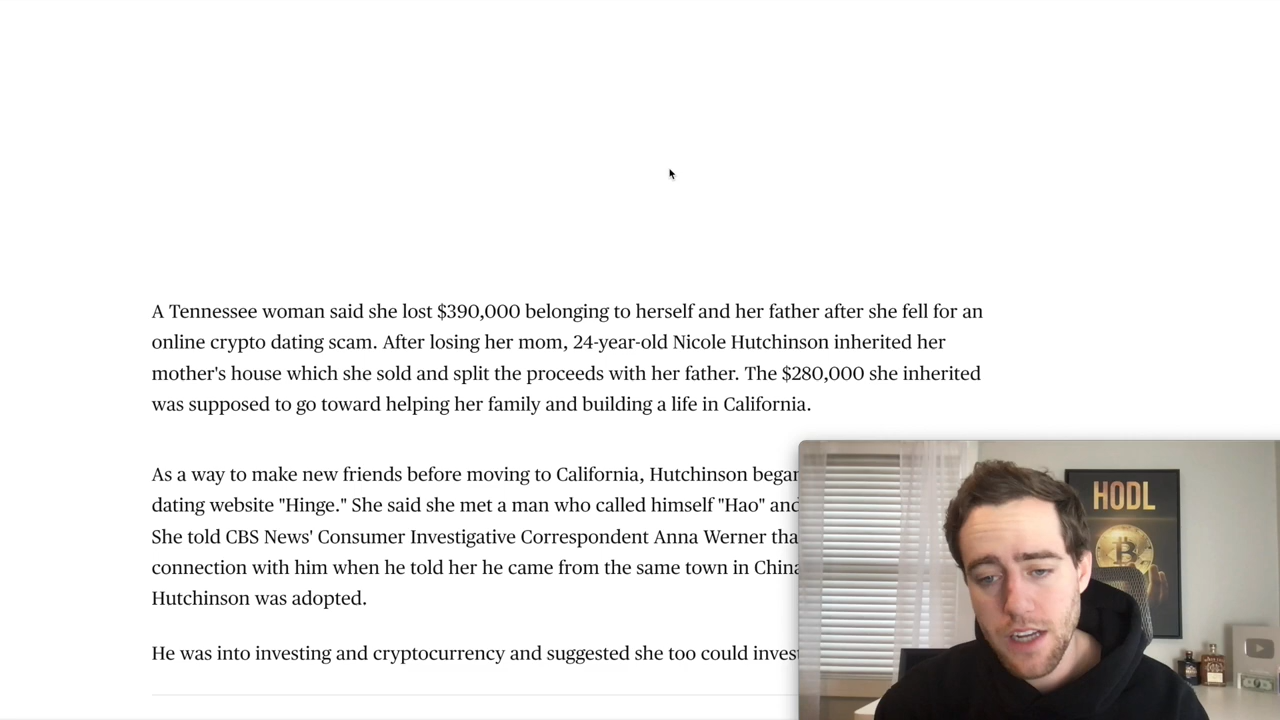 A Tennessee woman said she lost $390,000 belonging to herself and her father after she fell for an
online crypto dating scam. After losing her mom, 24-year-old Nicole Hutchinson inherited her
mother's house which she sold and split the proceeds with her father. The $280,000 she inherited
was supposed to go toward helping her family and building a life in California.
As a way to make new friends before moving to California, Hutchinson began
dating website "Hinge." She said she met a man who called himself "Hao" and
She told CBS News' Consumer Investigative Correspondent Anna Werner tha
connection with him when he told her he came from the same town in China
Hutchinson was adopted.
He was into investing and cryptocurrency and suggested she too could invest
HODL
B